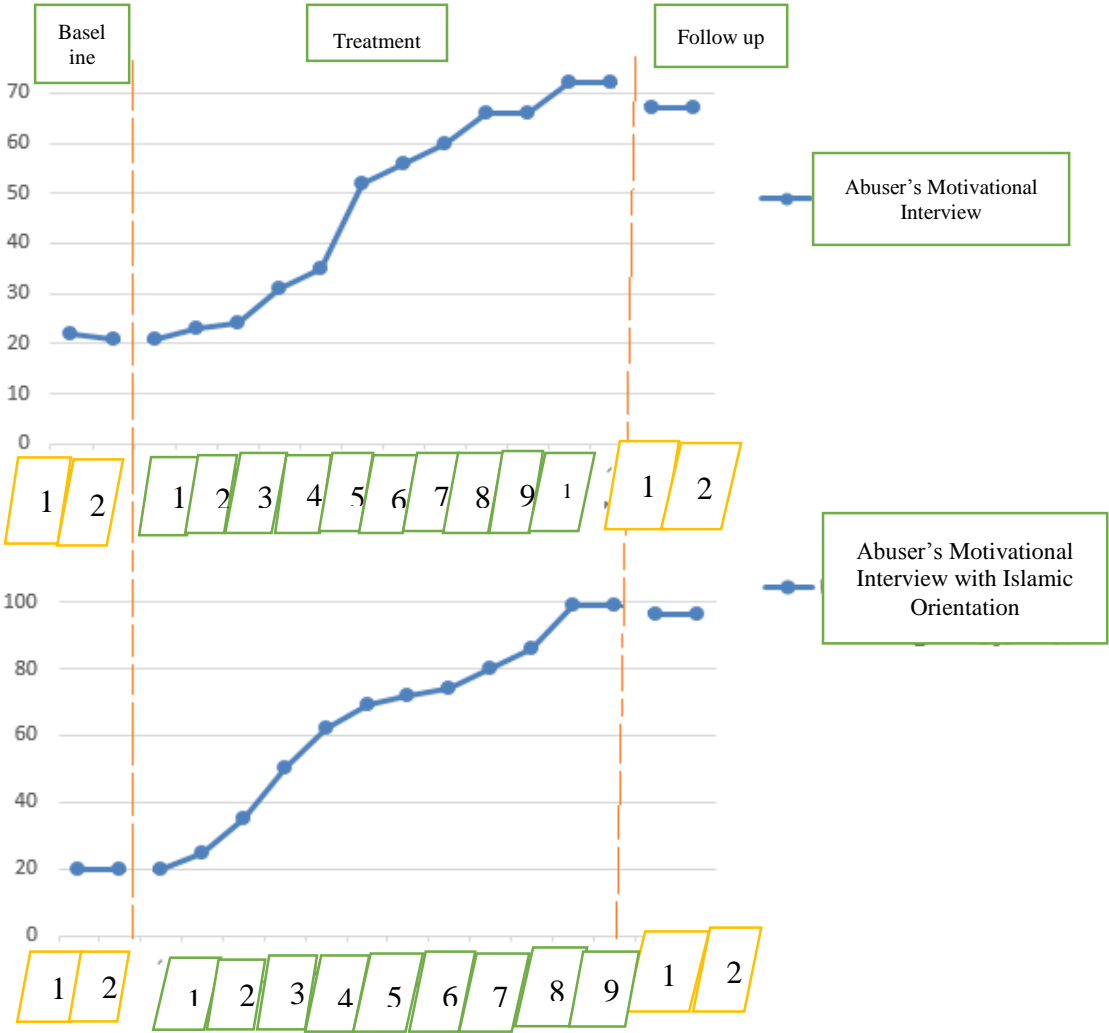 Basel
ine
Treatment
Follow up
70
60
50
40
30
20
10
0
Abuser's Motivational
Interview
1 2 1 2 3 4 5 6 7 8 9 1 1 2
100
80
60
40
20
0
Abuser's Motivational
Interview with Islamic
Orientation
1 2 1 2 3 4 5 6 7 8 9 1 2